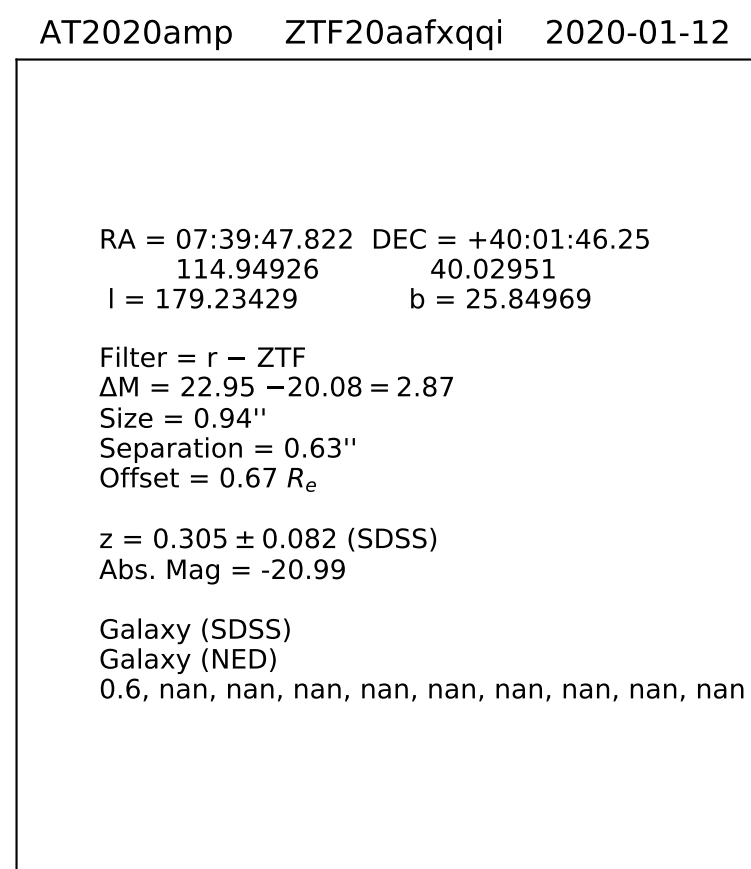 AT2020amp ZTF20aafxqqi 2020-01-12
RA = 07:39:47.822 DEC = +40:01:46.25
114.94926 40.02951
l = 179.23429 b = 25.84969
Filter = r − ZTF
ΔM = 22.95 −20.08 = 2.87
Size = 0.94''
Separation = 0.63''
Offset = 0.67 Re
z = 0.305 ± 0.082 (SDSS)
Abs. Mag = -20.99
Galaxy (SDSS)
Galaxy (NED)
0.6, nan, nan, nan, nan, nan, nan, nan, nan, nan